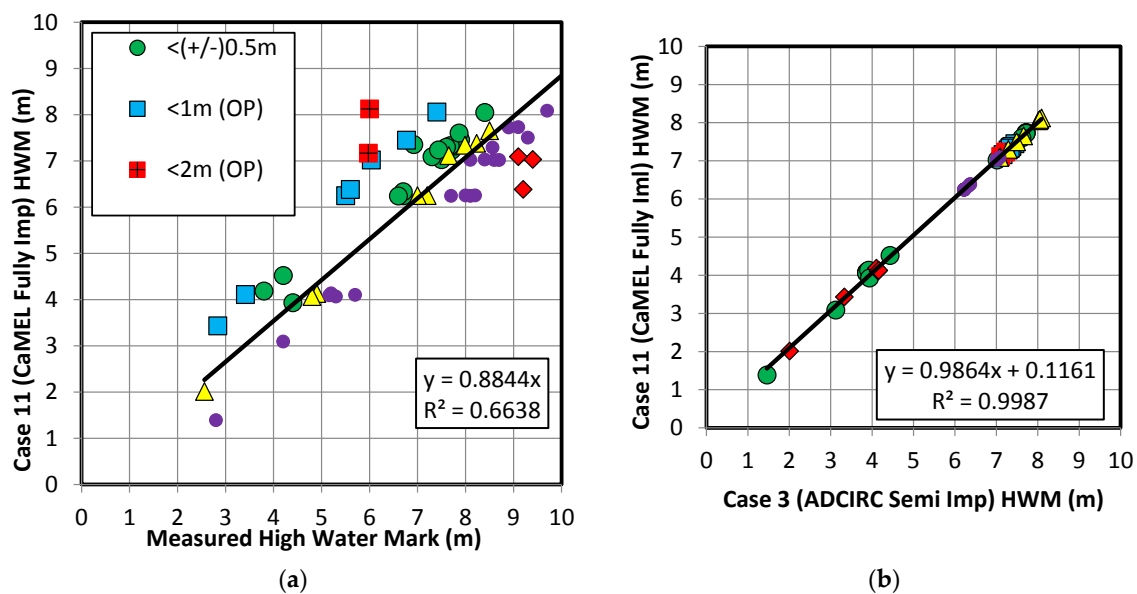 10
9
8
7
6
5
4
3
2
1
0
Case 11 (CaMEL Fully Imp) HWM (m)
<(+/-)0.5m
<1m (OP)
<2m (OP)
y = 0.8844x
R² = 0.6638
0 1 2 3 4 5 6 7 8 9 10
Measured High Water Mark (m)
(a)
10
9
8
7
6
5
4
3
2
1
0
Case 11 (CaMEL Fully Iml) HWM (m)
y = 0.9864x + 0.1161
R² = 0.9987
0 1 2 3 4 5 6 7 8 9 10
Case 3 (ADCIRC Semi Imp) HWM (m)
(b)